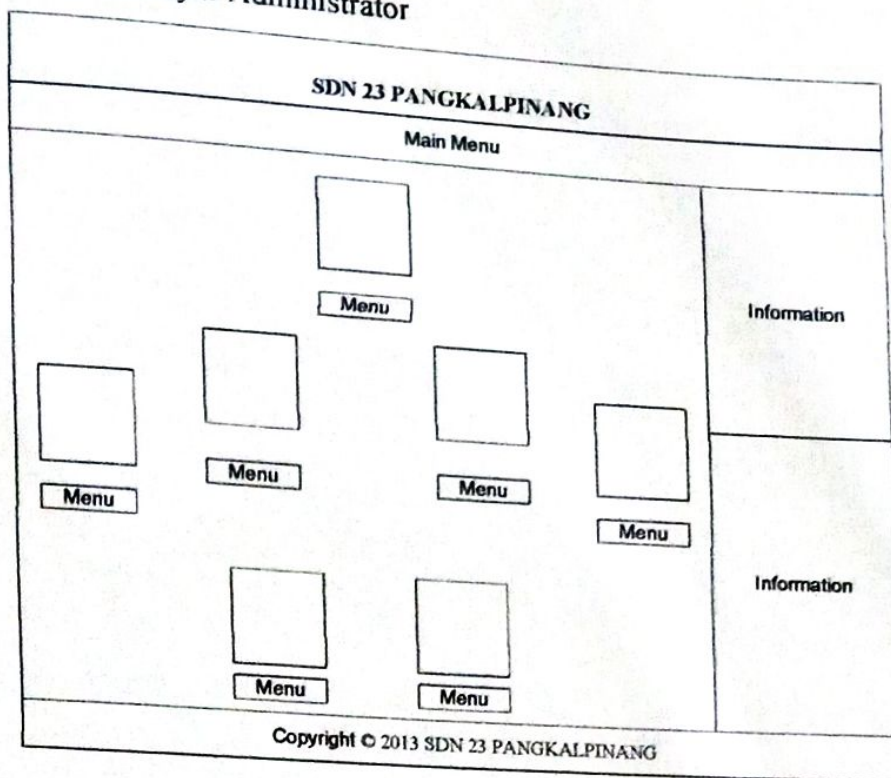 Administrator
SDN 23 PANGKALPINANG
Main Menu
Menu
Information
Menu
Menu
Menu
Menu
Information
Menu
Menu
Copyright © 2013 SDN 23 PANGKALPINANG